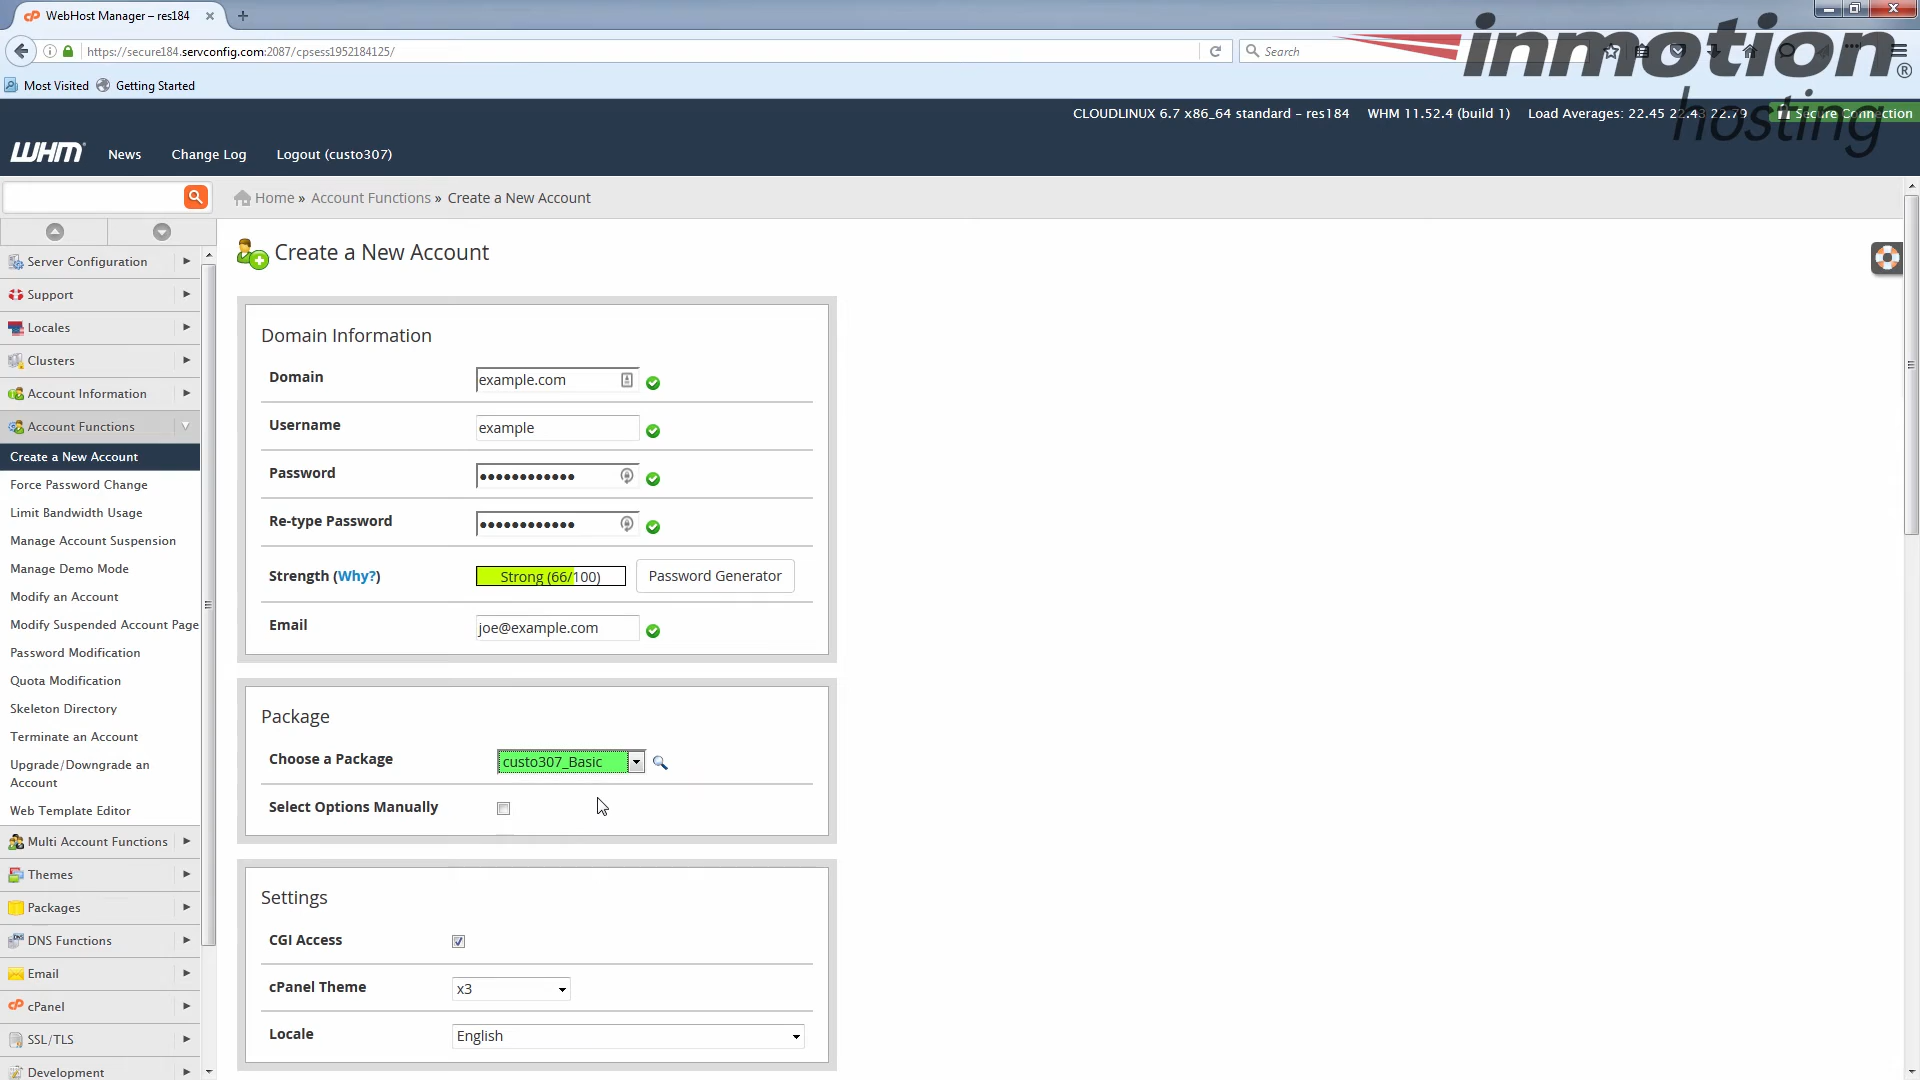 WebHost Manager – res184
https://secure184.servconfig.com:2087/cpsess1952184125/
Search
inmotion®
hosting
Most Visited
Getting Started
CLOUDLINUX 6.7 x86_64 standard – res184
WHM 11.52.4 (build 1)
Load Averages: 22.45 22.43 22.79
Secure Connection
WHM
News
Change Log
Logout (custo307)
Home » Account Functions » Create a New Account
Server Configuration
Support
Locales
Clusters
Account Information
Account Functions
Create a New Account
Force Password Change
Limit Bandwidth Usage
Manage Account Suspension
Manage Demo Mode
Modify an Account
Modify Suspended Account Page
Password Modification
Quota Modification
Skeleton Directory
Terminate an Account
Upgrade/Downgrade an
Account
Web Template Editor
Multi Account Functions
Themes
Packages
DNS Functions
Email
cPanel
SSL/TLS
Development
Create a New Account
Domain Information
Domain
example.com
Username
example
Password
••••••••••••
Re-type Password
••••••••••••
Strength (Why?)
Strong (66/100)
Password Generator
Email
joe@example.com
Package
Choose a Package
custo307_Basic
Select Options Manually
Settings
CGI Access
cPanel Theme
x3
Locale
English